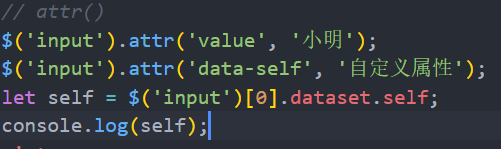 // attr()
$('input').attr('value', '小明');
$('input').attr('data-self', '自定义属性');
let self = $('input')[0].dataset.self;
console.log(self);